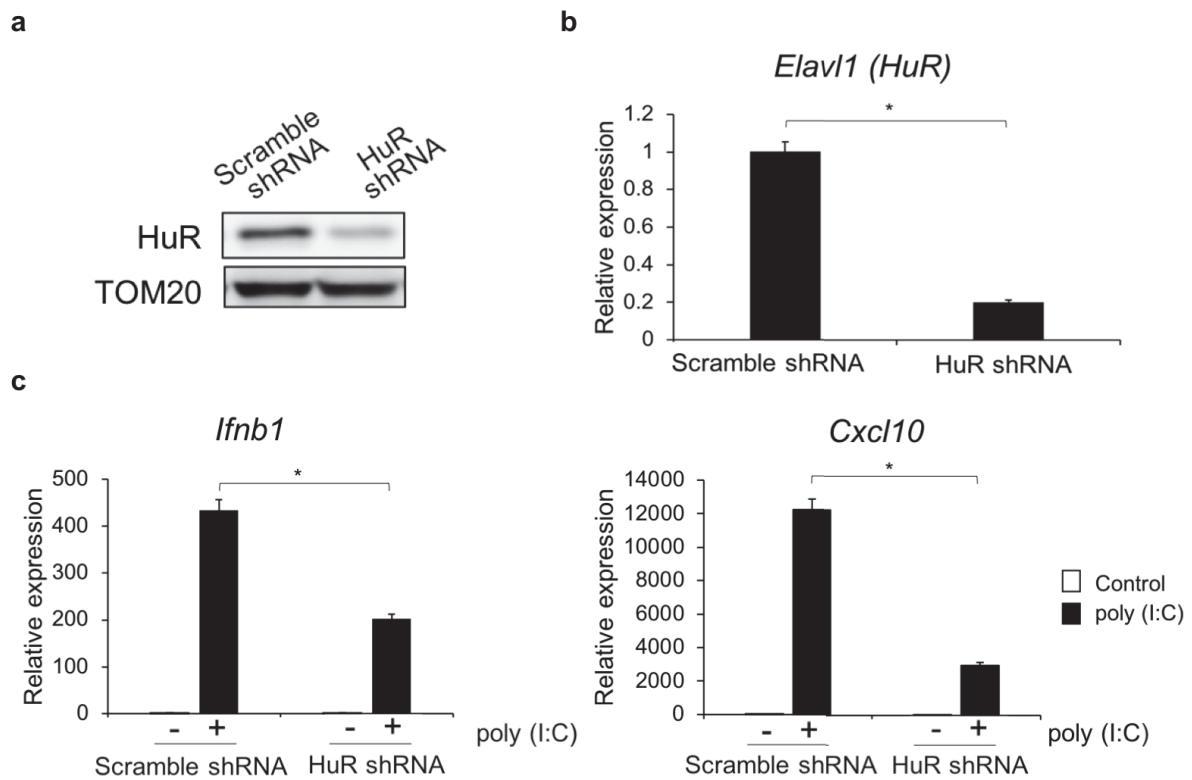 a
Scramble
shRNA
HuR
shRNA
HuR
TOM20
b
Elavl1 (HuR)
*
Relative expression
1.2
1
0.8
0.6
0.4
0.2
0
Scramble shRNA
HuR shRNA
c
Ifnb1
*
Relative expression
500
400
300
200
100
0
- + - + poly (I:C)
Scramble shRNA HuR shRNA
Cxcl10
*
Relative expression
14000
12000
10000
8000
6000
4000
2000
0
- + - + poly (I:C)
Scramble shRNA HuR shRNA
Control
poly (I:C)